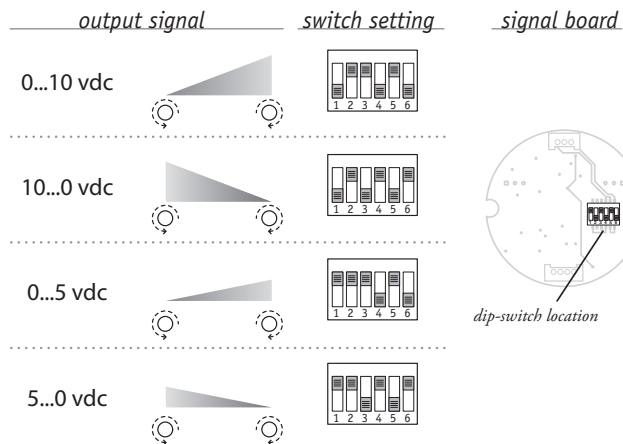 output signal
switch setting
signal board
0...10 vdc
1 2 3 4 5 6
10...0 vdc
1 2 3 4 5 6
0...5 vdc
1 2 3 4 5 6
dip-switch location
5...0 vdc
1 2 3 4 5 6